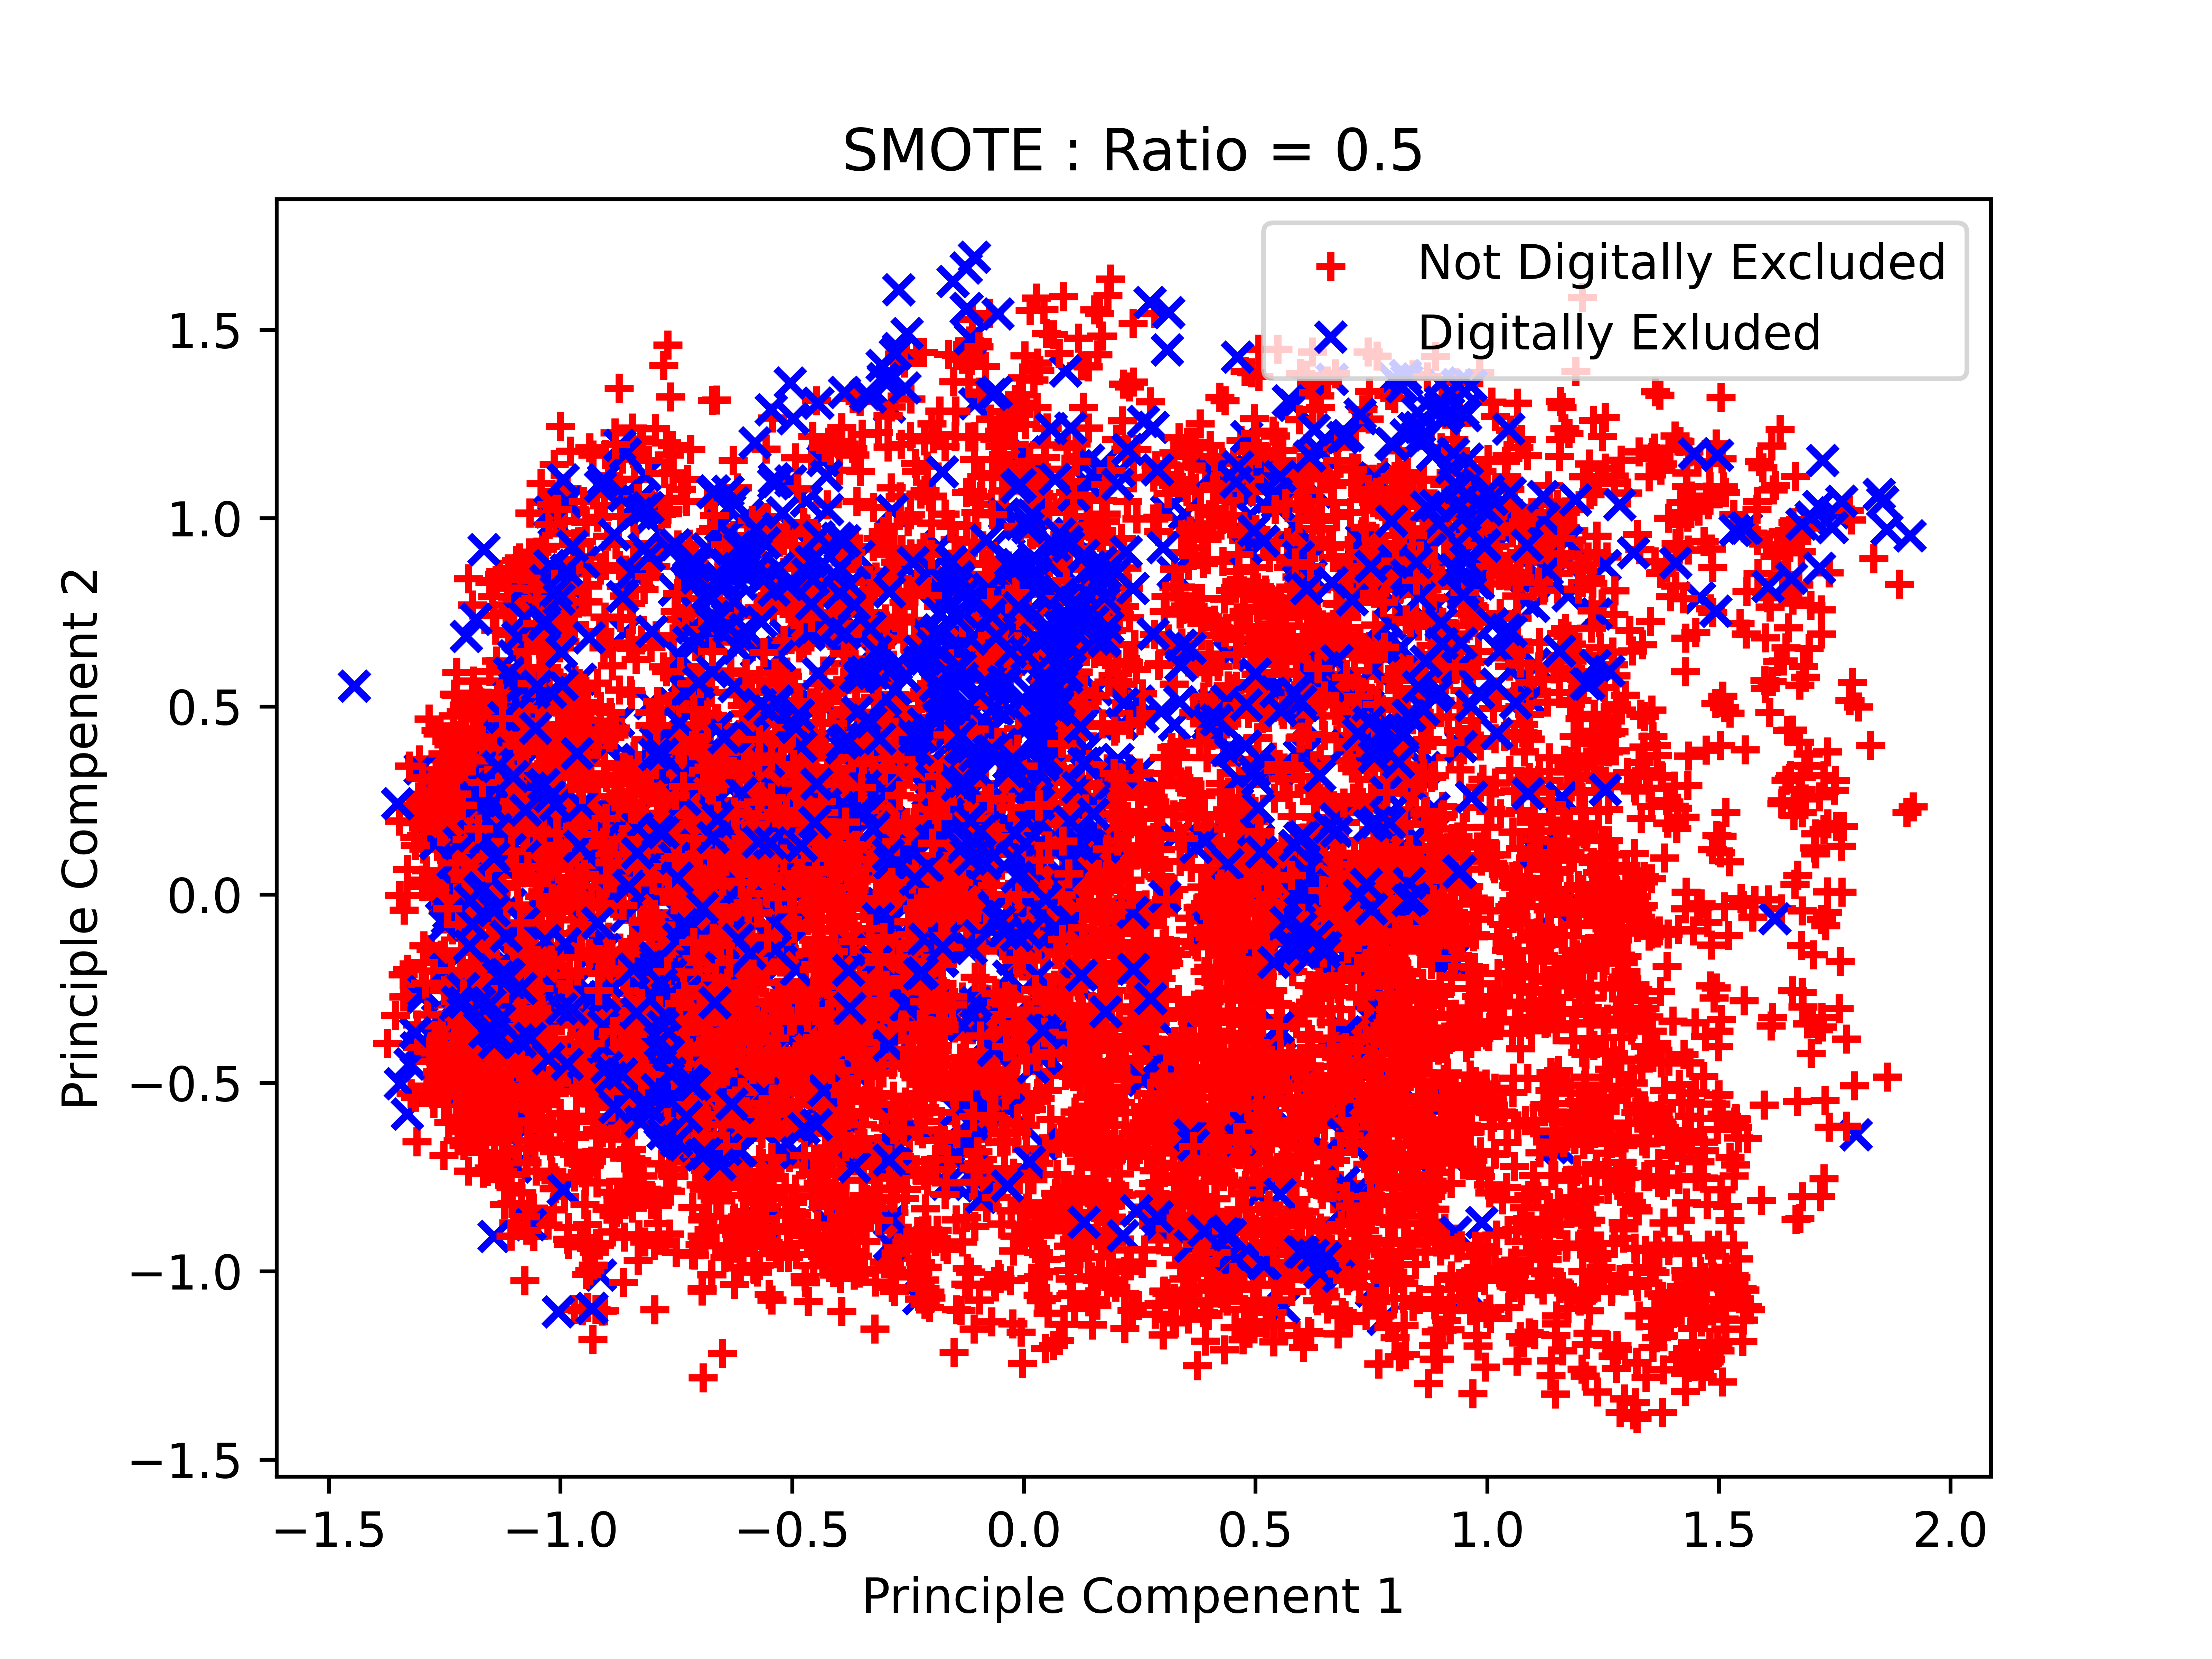 SMOTE : Ratio = 0.5
Not Digitally Excluded
Digitally Exluded
Principle Compenent 2
1.5
1.0
0.5
0.0
−0.5
−1.0
−1.5
−1.5 −1.0 −0.5 0.0 0.5 1.0 1.5 2.0
Principle Compenent 1